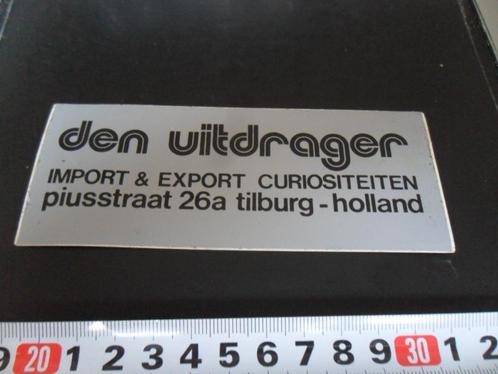 den uitdrager
IMPORT & EXPORT CURIOSITEITEN
piusstraat 26a tilburg - holland
9 20 1 2 3 4 5 6 7 8 9 30 1 2